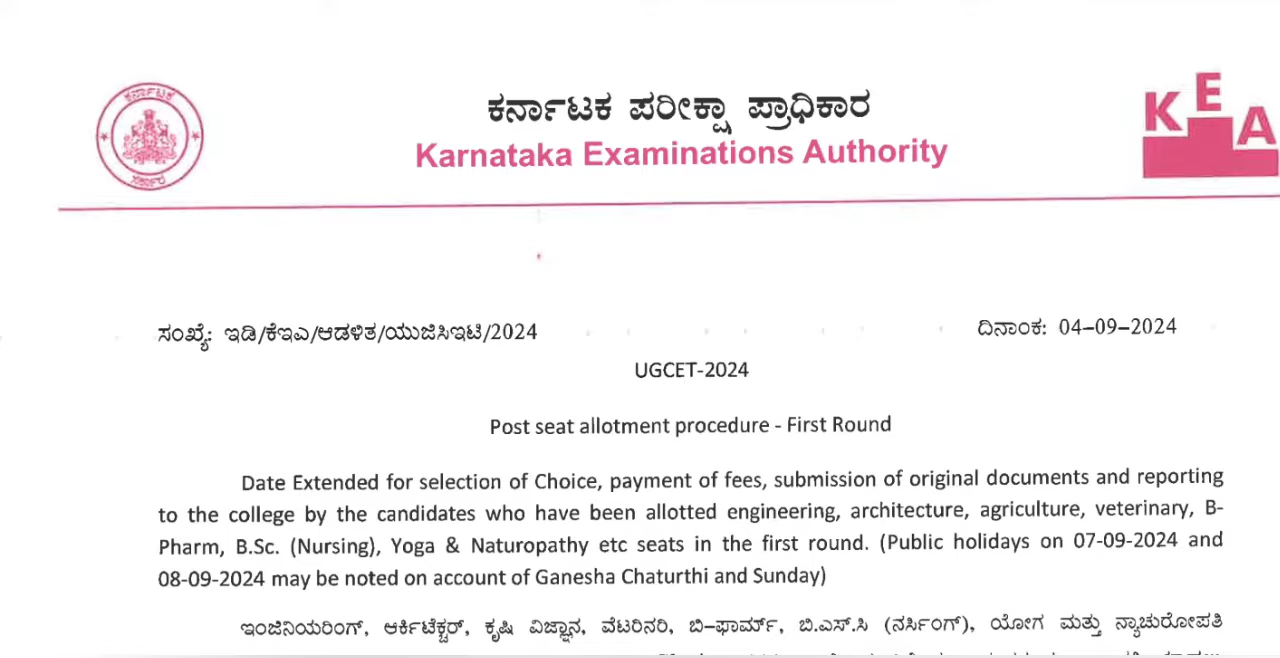 ಕರ್ನಾಟಕ
ಸರ್ಕಾರ
ಕರ್ನಾಟಕ ಪರೀಕ್ಷಾ ಪ್ರಾಧಿಕಾರ
Karnataka Examinations Authority
KEA
ಸಂಖ್ಯೆ: ಇಡಿ/ಕೆಇಎ/ಆಡಳಿತ/ಯುಜಿಸಿಇಟಿ/2024 ದಿನಾಂಕ: 04-09-2024
UGCET-2024
Post seat allotment procedure - First Round
Date Extended for selection of Choice, payment of fees, submission of original documents and reporting
to the college by the candidates who have been allotted engineering, architecture, agriculture, veterinary, B-
Pharm, B.Sc. (Nursing), Yoga & Naturopathy etc seats in the first round. (Public holidays on 07-09-2024 and
08-09-2024 may be noted on account of Ganesha Chaturthi and Sunday)
ಇಂಜಿನಿಯರಿಂಗ್, ಆರ್ಕಿಟೆಕ್ಚರ್, ಕೃಷಿ ವಿಜ್ಞಾನ, ವೆಟರಿನರಿ, ಬಿ-ಫಾರ್ಮ್, ಬಿ.ಎಸ್.ಸಿ (ನರ್ಸಿಂಗ್), ಯೋಗ ಮತ್ತು ನ್ಯಾಚುರೋಪತಿ